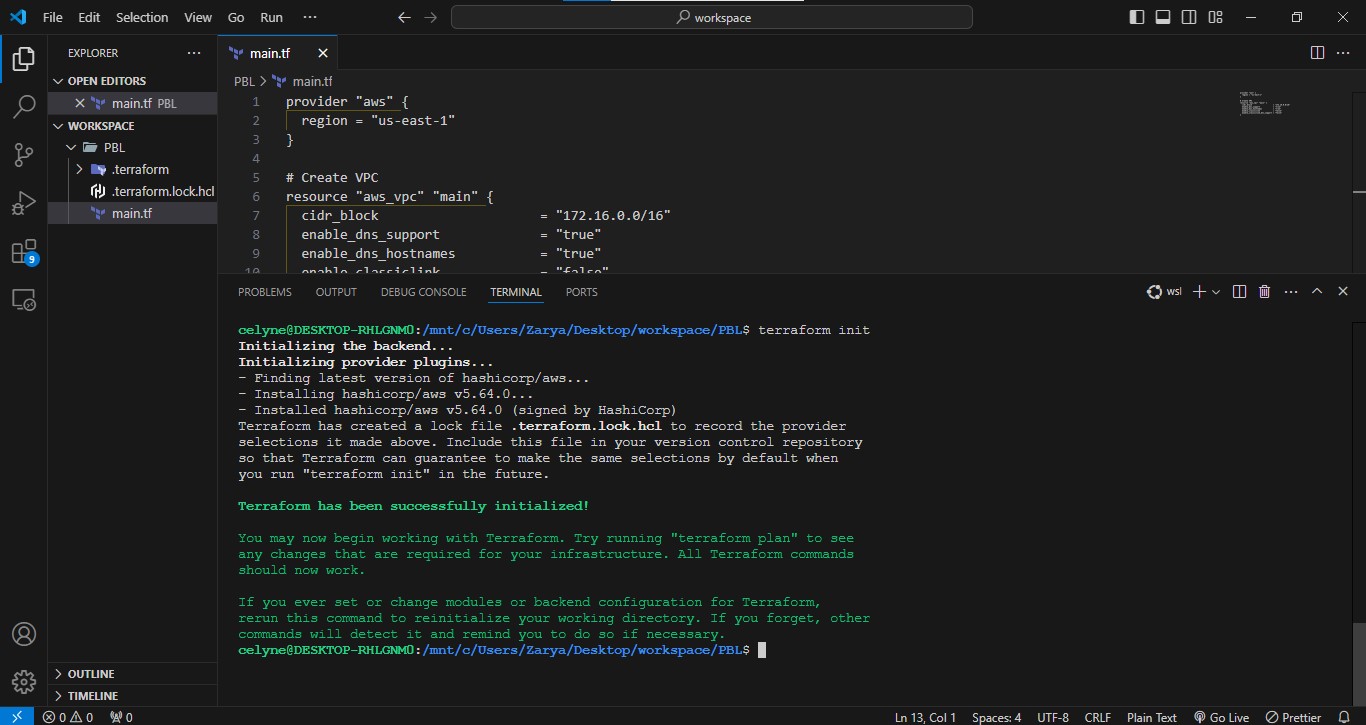 File Edit Selection View Go Run ··· workspace
EXPLORER ···
OPEN EDITORS
main.tf PBL
WORKSPACE
PBL
.terraform
.terraform.lock.hcl
main.tf
OUTLINE
TIMELINE
9
main.tf
PBL > main.tf
1 provider "aws" {
2 region = "us-east-1"
3 }
4
5 # Create VPC
6 resource "aws_vpc" "main" {
7 cidr_block = "172.16.0.0/16"
8 enable_dns_support = "true"
9 enable_dns_hostnames = "true"
10 enable_classiclink = "false"
PROBLEMS OUTPUT DEBUG CONSOLE TERMINAL PORTS wsl
celyne@DESKTOP-RHLGNM0:/mnt/c/Users/Zarya/Desktop/workspace/PBL$ terraform init
Initializing the backend...
Initializing provider plugins...
- Finding latest version of hashicorp/aws...
- Installing hashicorp/aws v5.64.0...
- Installed hashicorp/aws v5.64.0 (signed by HashiCorp)
Terraform has created a lock file .terraform.lock.hcl to record the provider
selections it made above. Include this file in your version control repository
so that Terraform can guarantee to make the same selections by default when
you run "terraform init" in the future.
Terraform has been successfully initialized!
You may now begin working with Terraform. Try running "terraform plan" to see
any changes that are required for your infrastructure. All Terraform commands
should now work.
If you ever set or change modules or backend configuration for Terraform,
rerun this command to reinitialize your working directory. If you forget, other
commands will detect it and remind you to do so if necessary.
celyne@DESKTOP-RHLGNM0:/mnt/c/Users/Zarya/Desktop/workspace/PBL$
0 0 0 Ln 13, Col 1 Spaces: 4 UTF-8 CRLF Plain Text Go Live Prettier